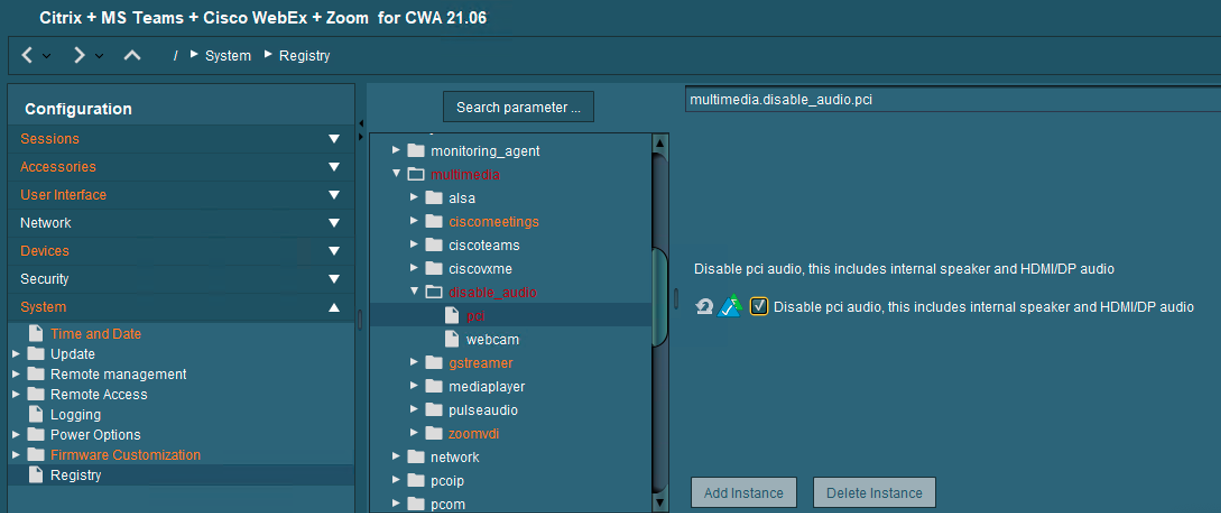 Citrix + MS Teams + Cisco WebEx + Zoom for CWA 21.06
/ System Registry
Configuration
Sessions
Accessories
User Interface
Network
Devices
Security
System
Time and Date
Update
Remote management
Remote Access
Logging
Power Options
Firmware Customization
Registry
Search parameter ...
monitoring_agent
multimedia
alsa
ciscomeetings
ciscoteams
ciscovxme
disable_audio
pci
webcam
gstreamer
mediaplayer
pulseaudio
zoomvdi
network
pcoip
pcom
multimedia.disable_audio.pci
Disable pci audio, this includes internal speaker and HDMI/DP audio
Disable pci audio, this includes internal speaker and HDMI/DP audio
Add Instance
Delete Instance